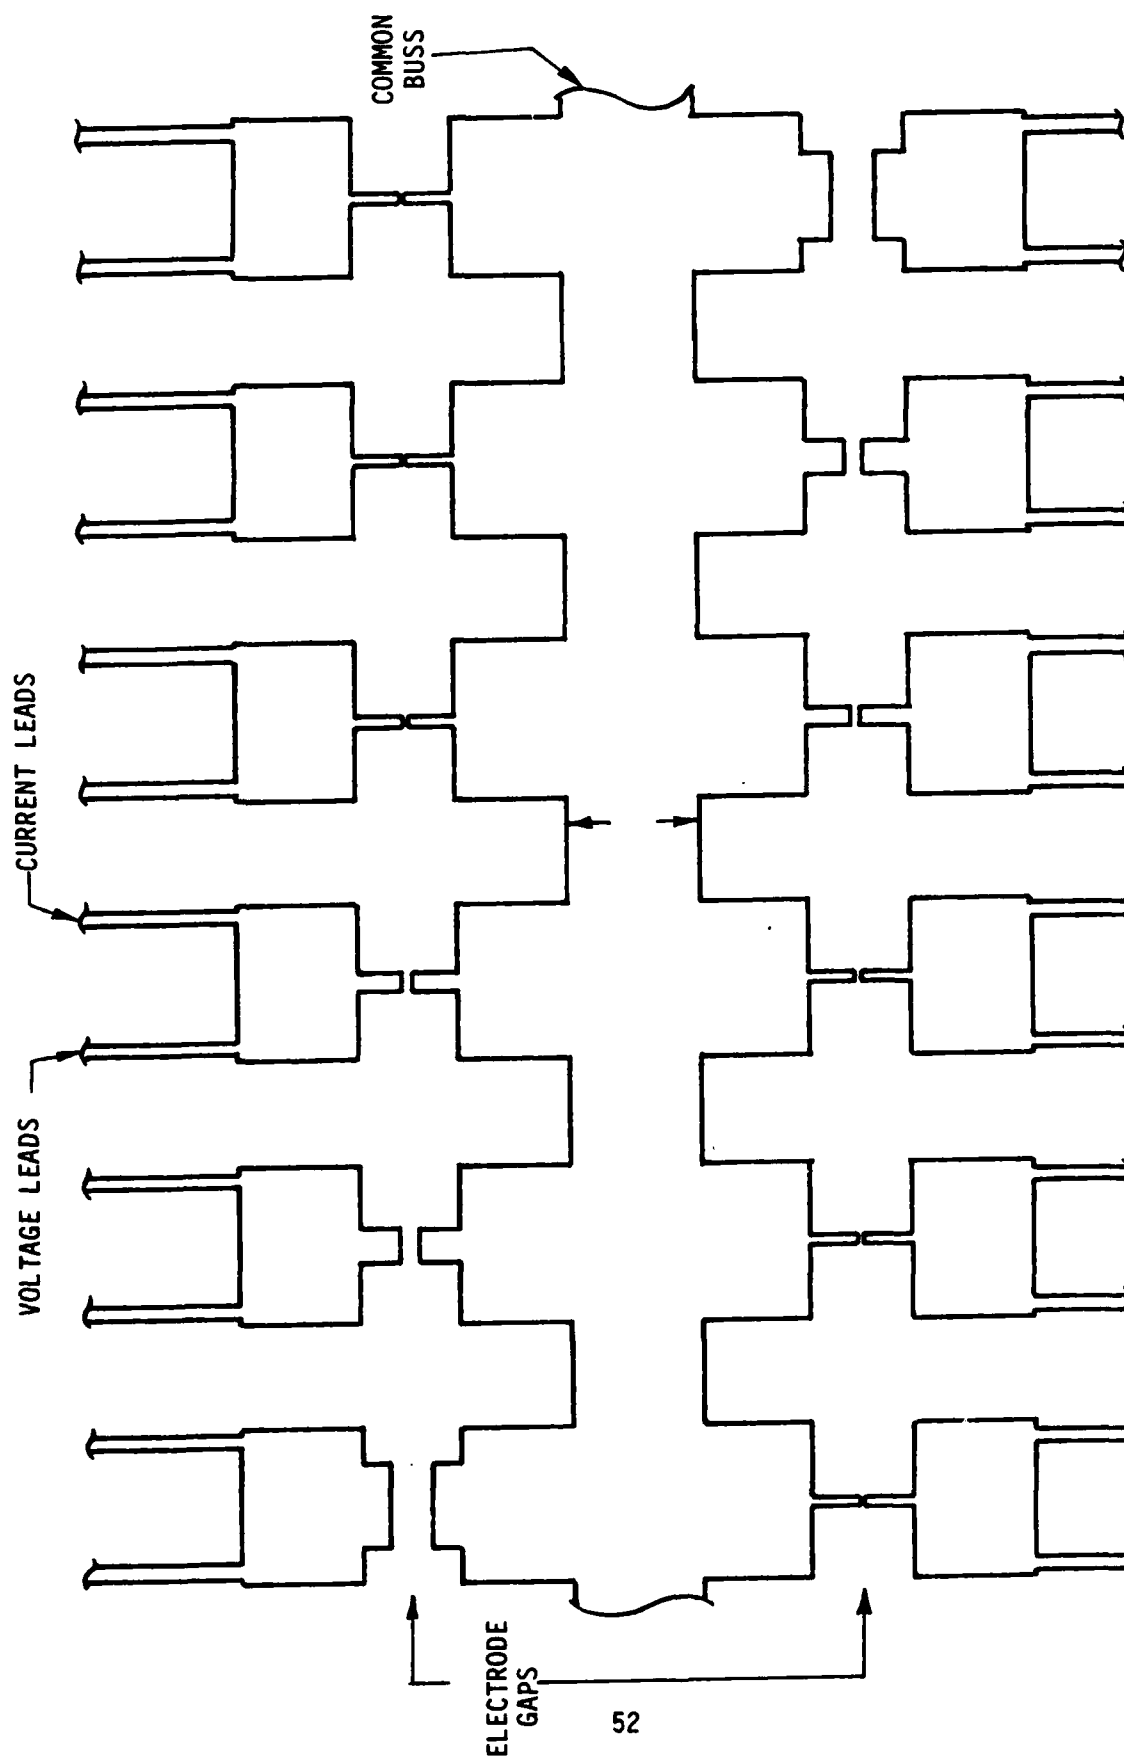 COMMON
BUSS
CURRENT LEADS
VOLTAGE LEADS
ELECTRODE
GAPS
52